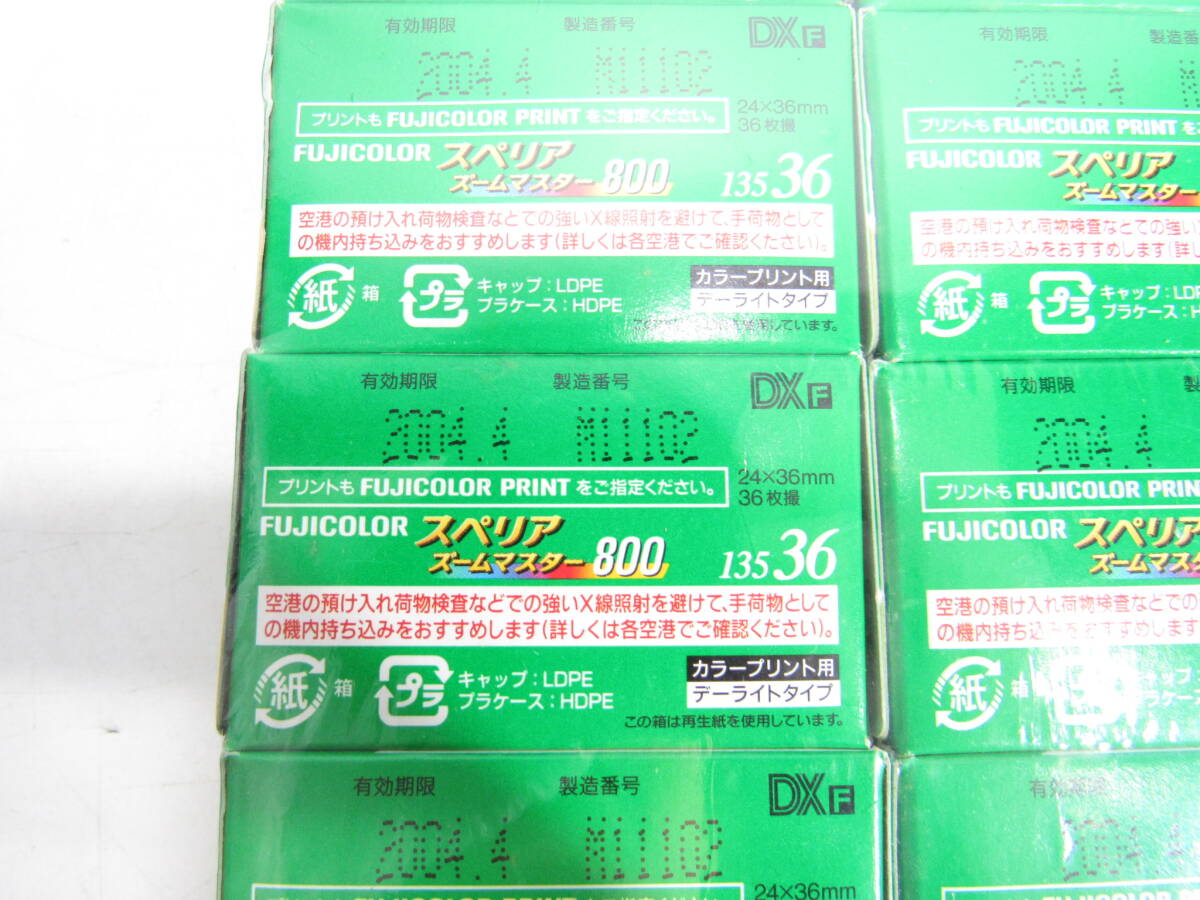 有効期限 製造番号 DXF
2004.4 M11102
プリントも FUJICOLOR PRINT をご指定ください。 24×36mm
36枚撮
FUJICOLOR スペリア
ズームマスター 800 135 36
空港の預け入れ荷物検査などでの強いX線照射を避けて、手荷物として
の機内持ち込みをおすすめします(詳しくは各空港でご確認ください)。
紙 箱 プラ キャップ:LDPE
プラケース:HDPE
カラープリント用
デーライトタイプ
有効期限 製造番
2004.4
プリントも FUJICOLOR PRINT をご
FUJICOLOR スペリア
ズームマスター
空港の預け入れ荷物検査などでの強い
の機内持ち込みをおすすめします(詳
紙 箱 プラ キャップ:LD
プラケース:H
有効期限 製造番号 DXF
2004.4 M11102
プリントも FUJICOLOR PRINT をご指定ください。 24×36mm
36枚撮
FUJICOLOR スペリア
ズームマスター 800 135 36
空港の預け入れ荷物検査などでの強いX線照射を避けて、手荷物として
の機内持ち込みをおすすめします(詳しくは各空港でご確認ください)。
紙 箱 プラ キャップ:LDPE
プラケース:HDPE
カラープリント用
デーライトタイプ
この箱は再生紙を使用しています。
有効期限 製
2004.4
プリントも FUJICOLOR PRIN
FUJICOLOR スペリア
ズームマス
空港の預け入れ荷物検査などでの
の機内持ち込みをおすすめします
紙 箱 キャップ
プラケース
有効期限 製造番号 DXF
2004.4 M11102
24×36mm
2004.4